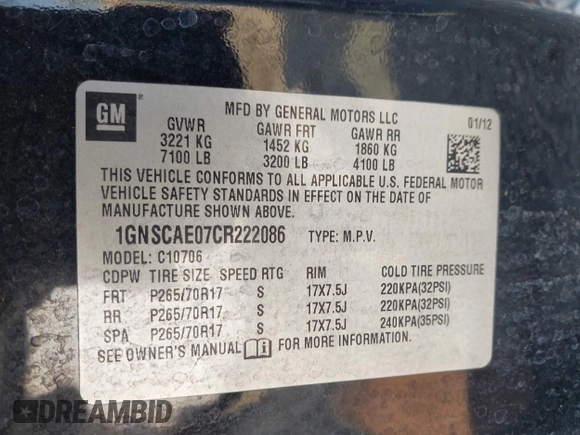 GM
MFD BY GENERAL MOTORS LLC
01/12
GVWR GAWR FRT GAWR RR
3221 KG 1452 KG 1860 KG
7100 LB 3200 LB 4100 LB
THIS VEHICLE CONFORMS TO ALL APPLICABLE U.S. FEDERAL MOTOR
VEHICLE SAFETY STANDARDS IN EFFECT ON THE DATE OF
MANUFACTURE SHOWN ABOVE.
1GNSCAE07CR222086 TYPE: M.P.V.
MODEL: C10706
CDPW TIRE SIZE SPEED RTG RIM COLD TIRE PRESSURE
FRT P265/70R17 S 17X7.5J 220KPA(32PSI)
RR P265/70R17 S 17X7.5J 220KPA(32PSI)
SPA P265/70R17 S 17X7.5J 240KPA(35PSI)
SEE OWNER'S MANUAL i FOR MORE INFORMATION.
DREAMBID